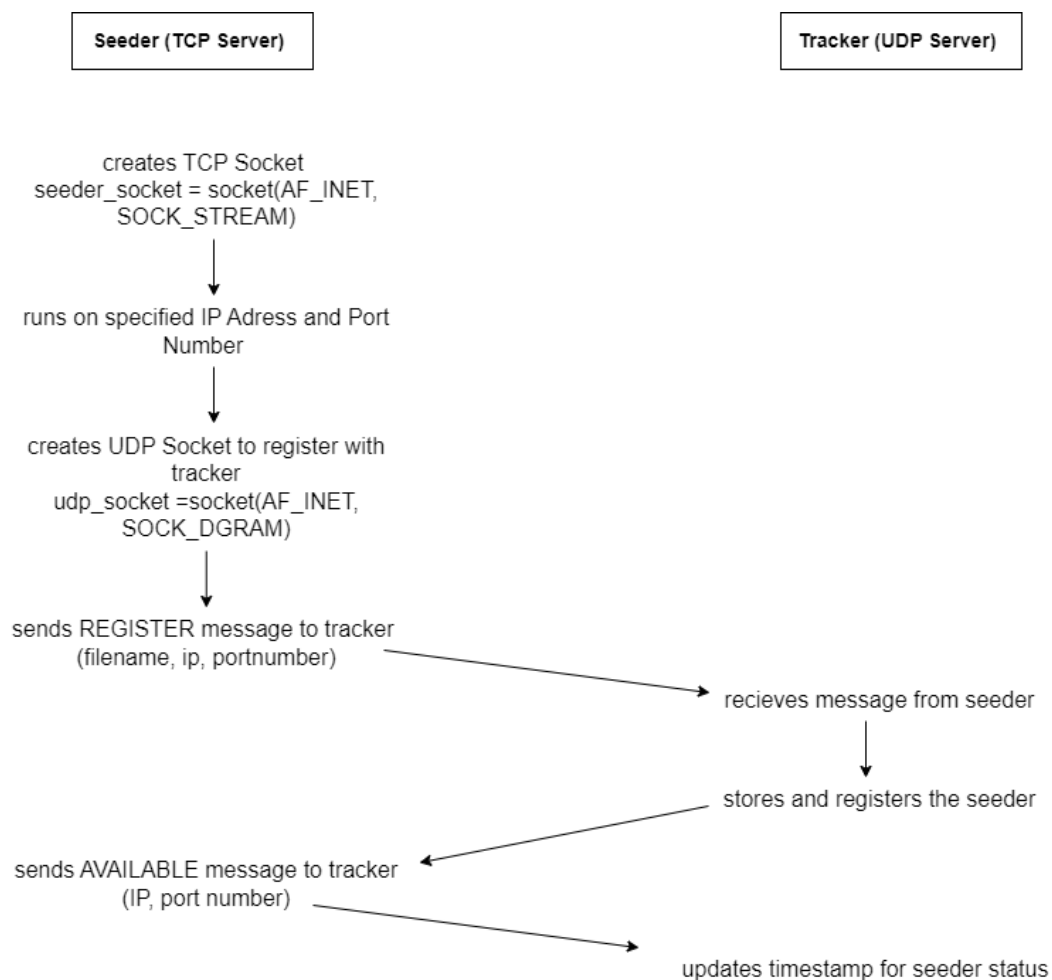 Seeder (TCP Server)
Tracker (UDP Server)
creates TCP Socket
seeder_socket = socket(AF_INET,
SOCK_STREAM)
runs on specified IP Adress and Port
Number
creates UDP Socket to register with
tracker
udp_socket =socket(AF_INET,
SOCK_DGRAM)
sends REGISTER message to tracker
(filename, ip, portnumber)
recieves message from seeder
stores and registers the seeder
sends AVAILABLE message to tracker
(IP, port number)
updates timestamp for seeder status